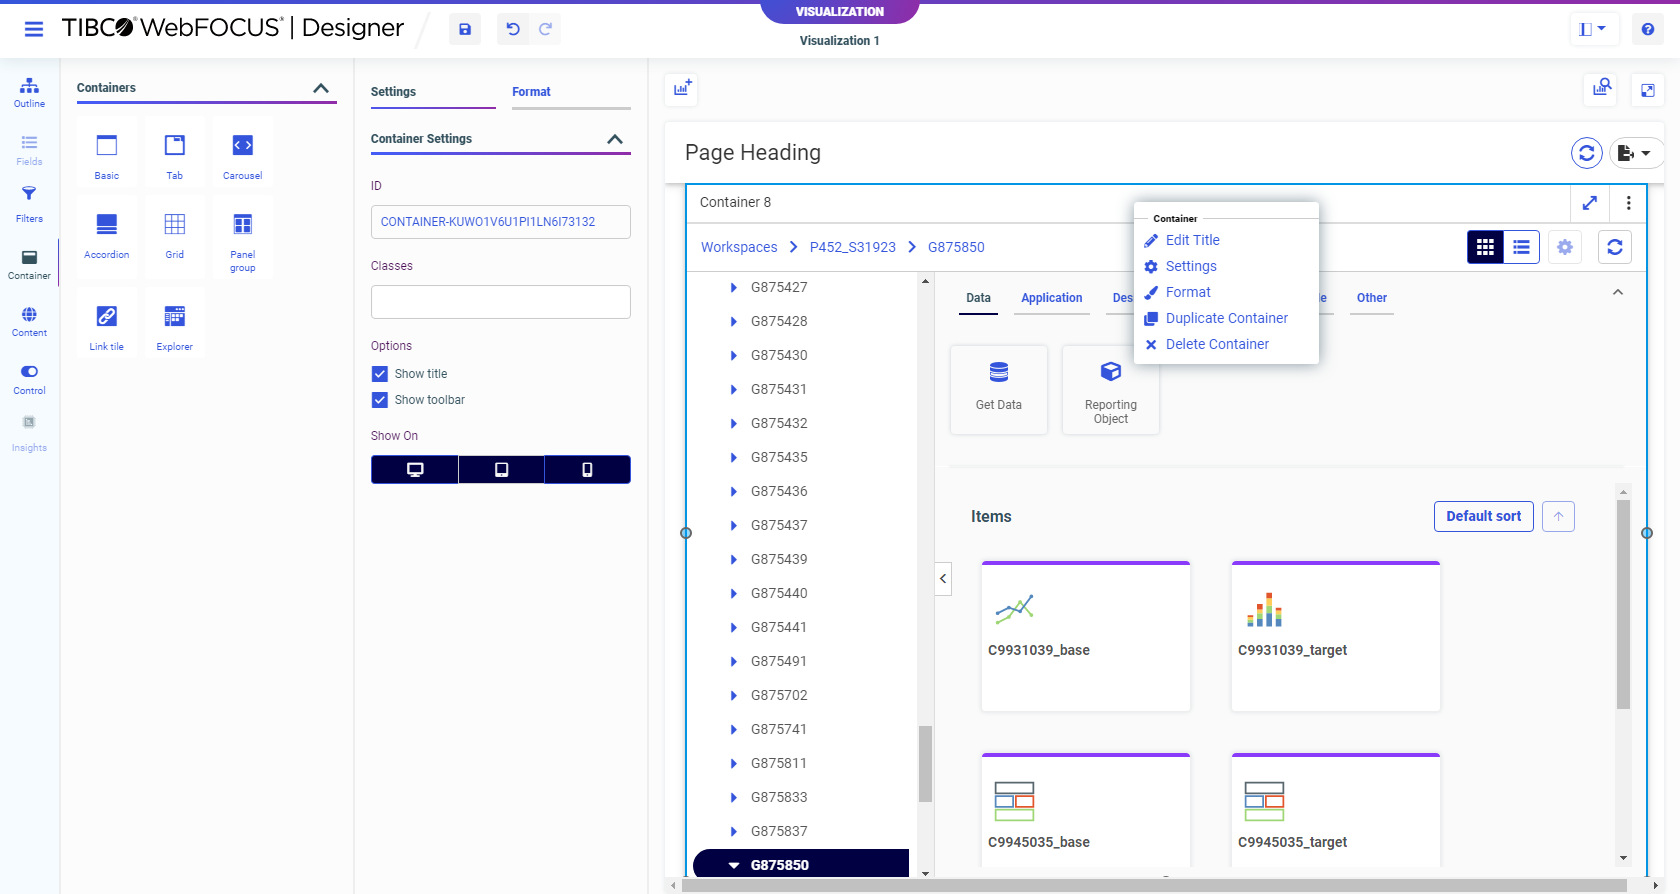 VISUALIZATION
TIBCO® WebFOCUS® | Designer
Visualization 1
Outline
Fields
Filters
Container
Content
Control
Insights
Containers
Basic
Tab
Carousel
Accordion
Grid
Panel
group
Link tile
Explorer
Settings
Format
Container Settings
ID
CONTAINER-KUWO1V6U1PI1LN6I73132
Classes
Options
Show title
Show toolbar
Show On
Page Heading
Container 8
Workspaces
P452_S31923
G875850
G875427
G875428
G875430
G875431
G875432
G875435
G875436
G875437
G875439
G875440
G875441
G875491
G875702
G875741
G875811
G875833
G875837
G875850
Data
Application
Des
e
Other
Container
Edit Title
Settings
Format
Duplicate Container
Delete Container
Get Data
Reporting
Object
Items
Default sort
C9931039_base
C9931039_target
C9945035_base
C9945035_target